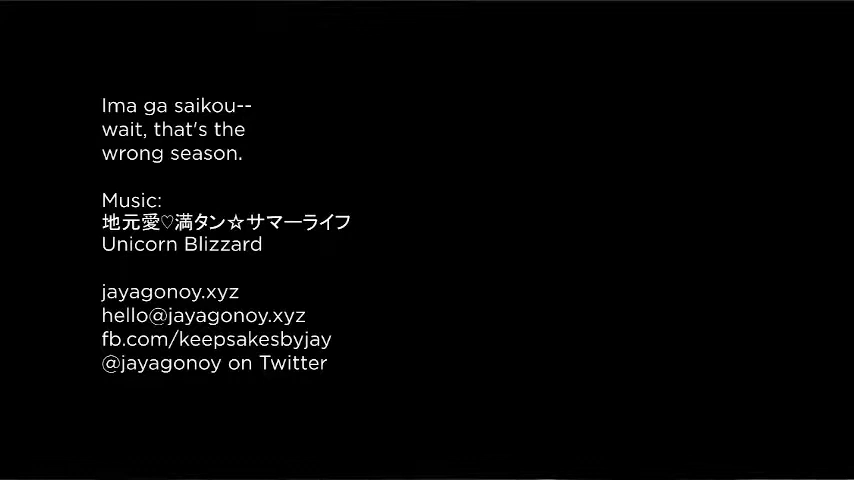 Ima ga saikou--
wait, that's the
wrong season.
Music:
地元愛♡満タン☆サマーライフ
Unicorn Blizzard
jayagonoy.xyz
hello@jayagonoy.xyz
fb.com/keepsakesbyjay
@jayagonoy on Twitter